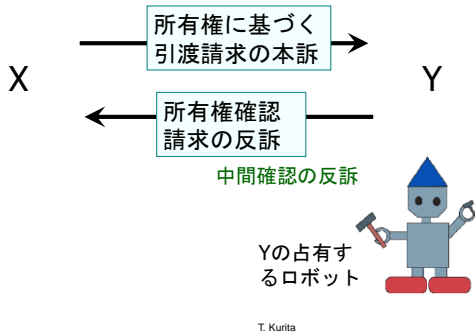 所有権に基づく
引渡請求の本訴
X
Y
所有権確認
請求の反訴
中間確認の反訴
Yの占有す
るロボット
T. Kurita